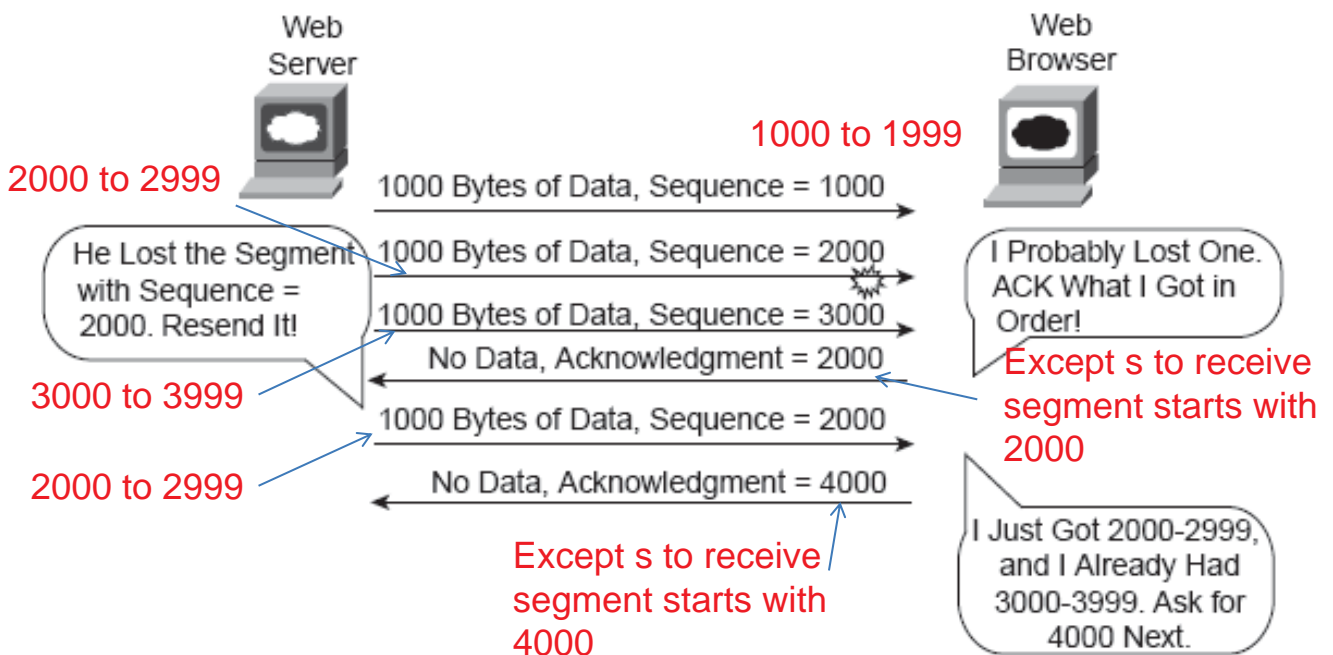 Web
Server
Web
Browser
1000 to 1999
2000 to 2999
1000 Bytes of Data, Sequence = 1000
He Lost the Segment
with Sequence =
2000. Resend It!
1000 Bytes of Data, Sequence = 2000
I Probably Lost One.
ACK What I Got in
Order!
1000 Bytes of Data, Sequence = 3000
No Data, Acknowledgment = 2000
Except s to receive
segment starts with
2000
3000 to 3999
1000 Bytes of Data, Sequence = 2000
2000 to 2999
No Data, Acknowledgment = 4000
Except s to receive
segment starts with
4000
I Just Got 2000-2999,
and I Already Had
3000-3999. Ask for
4000 Next.